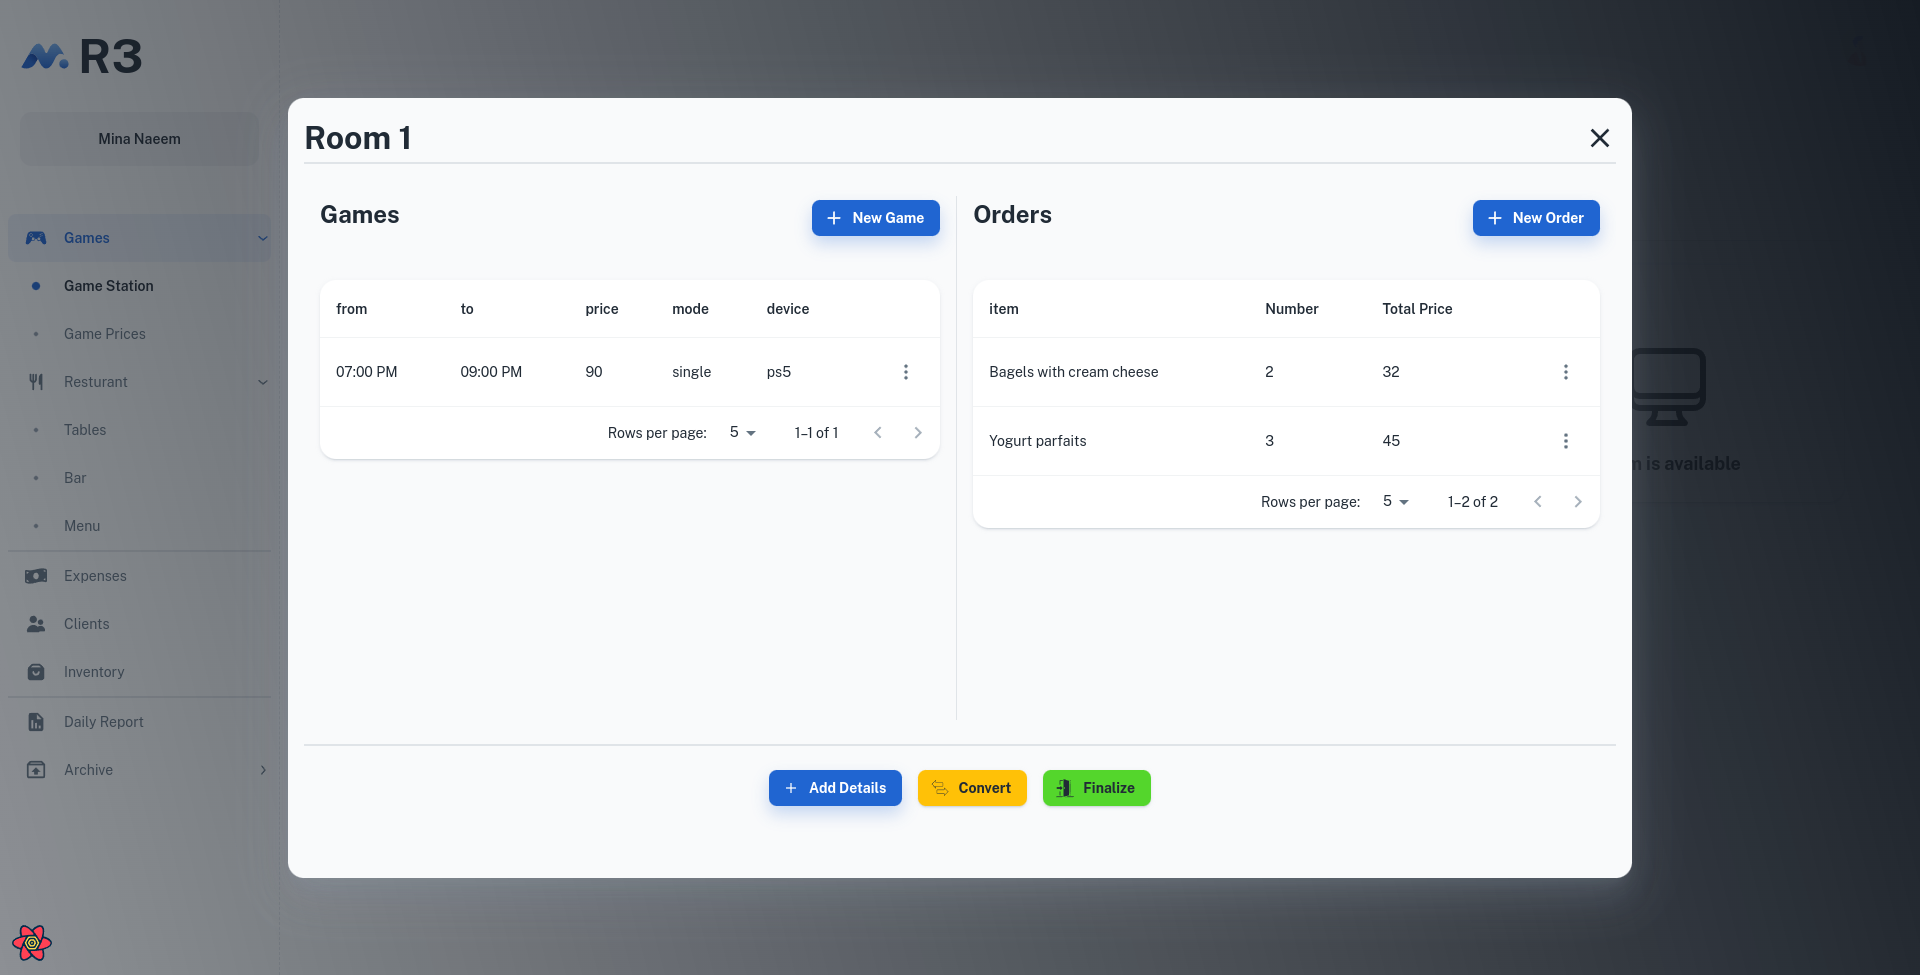 R3
Mina Naeem
Games
Game Station
Game Prices
Resturant
Tables
Bar
Menu
Expenses
Clients
Inventory
Daily Report
Archive
Room 1
Games
New Game
from to price mode device
07:00 PM 09:00 PM 90 single ps5
Rows per page: 5 1–1 of 1
Orders
New Order
item Number Total Price
Bagels with cream cheese 2 32
Yogurt parfaits 3 45
Rows per page: 5 1–2 of 2
Add Details Convert Finalize
is available